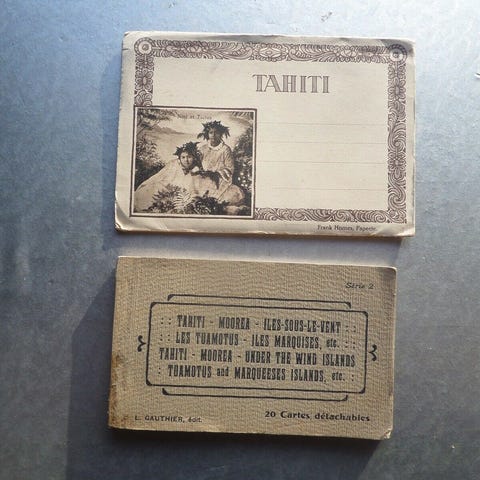 TAHITI
Frank Homes, Papeete.
Série 2
TAHITI - MOOREA - ILES-SOUS-LE-VENT
LES TUAMOTUS - ILES MARQUISES, etc.
TAHITI - MOOREA - UNDER THE WIND ISLANDS
TUAMOTUS and MARQUEESES ISLANDS, etc.
L. GAUTHIER, édit.
20 Cartes détachables